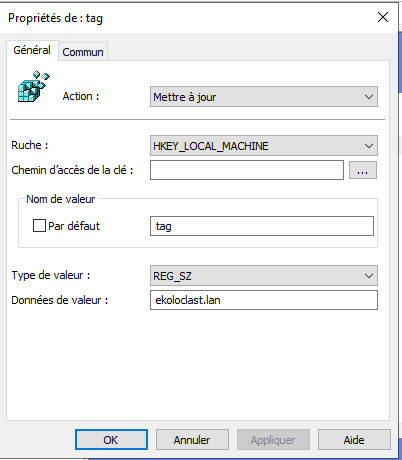 Propriétés de : tag
Général
Commun
Action :
Mettre à jour
Ruche :
HKEY_LOCAL_MACHINE
Chemin d'accès de la clé :
...
Nom de valeur
Par défaut
tag
Type de valeur :
REG_SZ
Données de valeur :
ekoloclast.lan
OK
Annuler
Appliquer
Aide